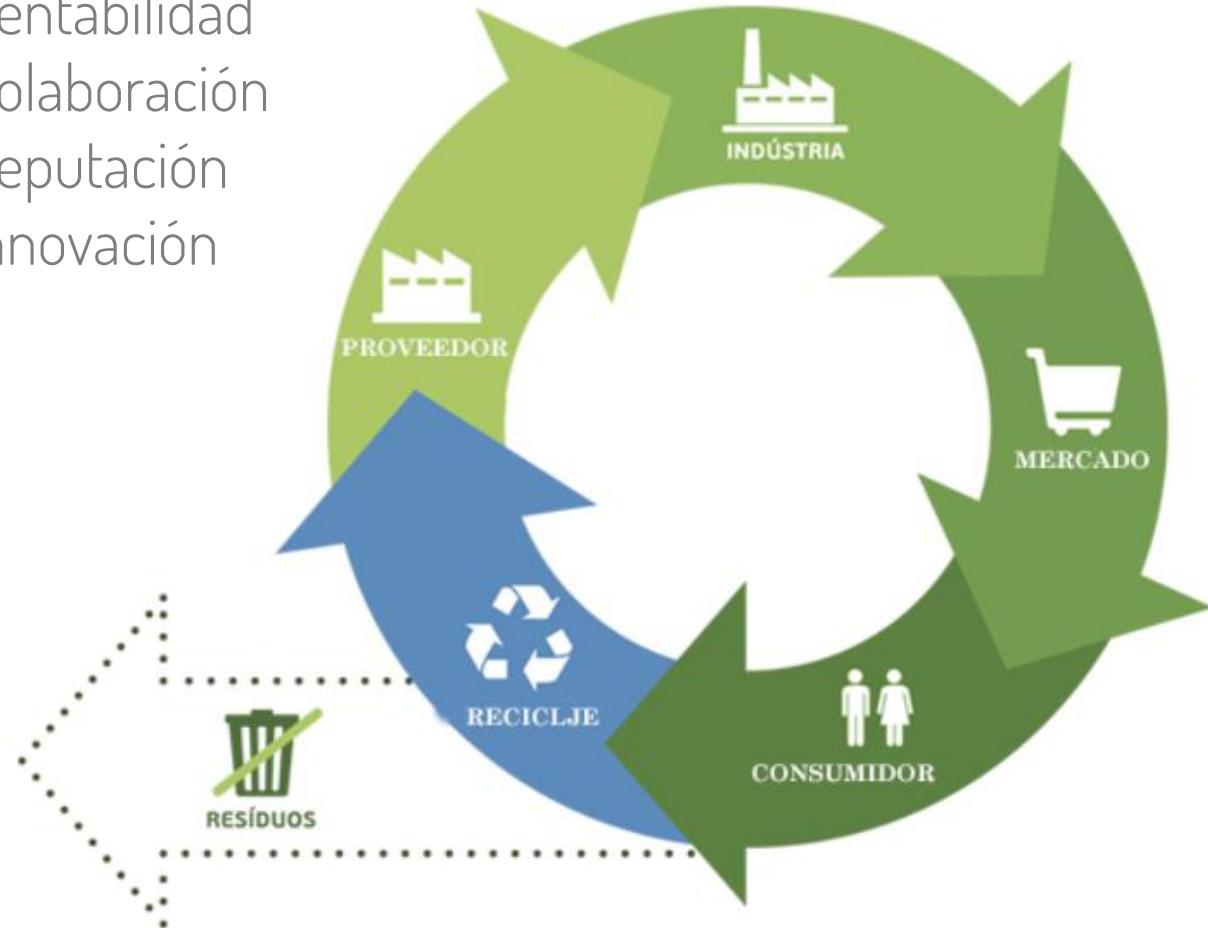 entabilidad
olaboración
eputación
nnovación
INDÚSTRIA
PROVEEDOR
MERCADO
RECICLJE
CONSUMIDOR
RESÍDUOS